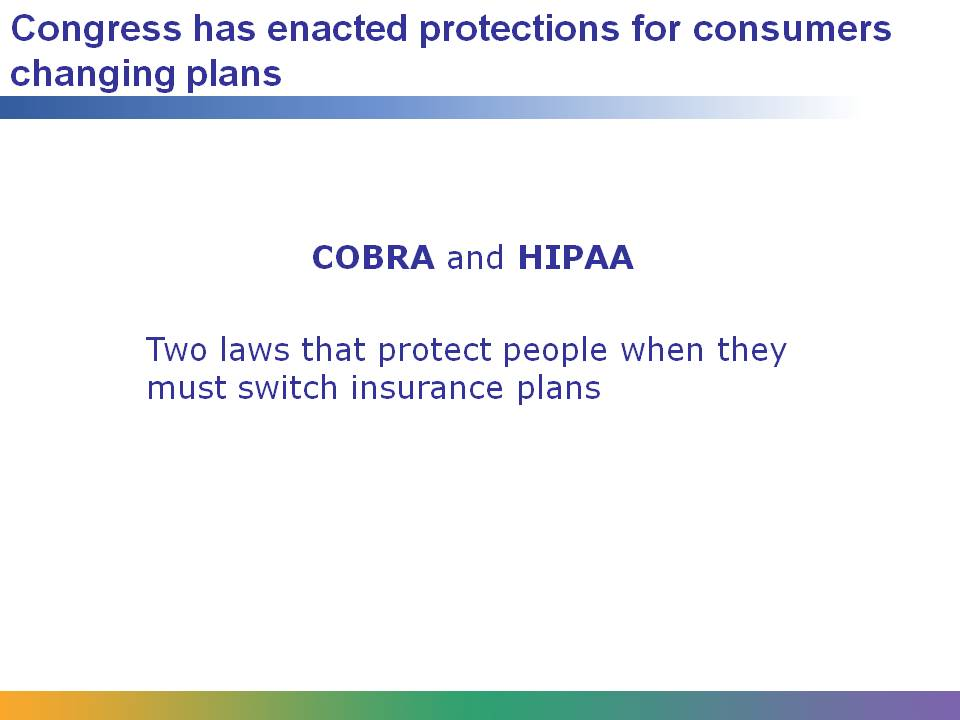 Congress has enacted protections for consumers
changing plans
COBRA and HIPAA
Two laws that protect people when they
must switch insurance plans